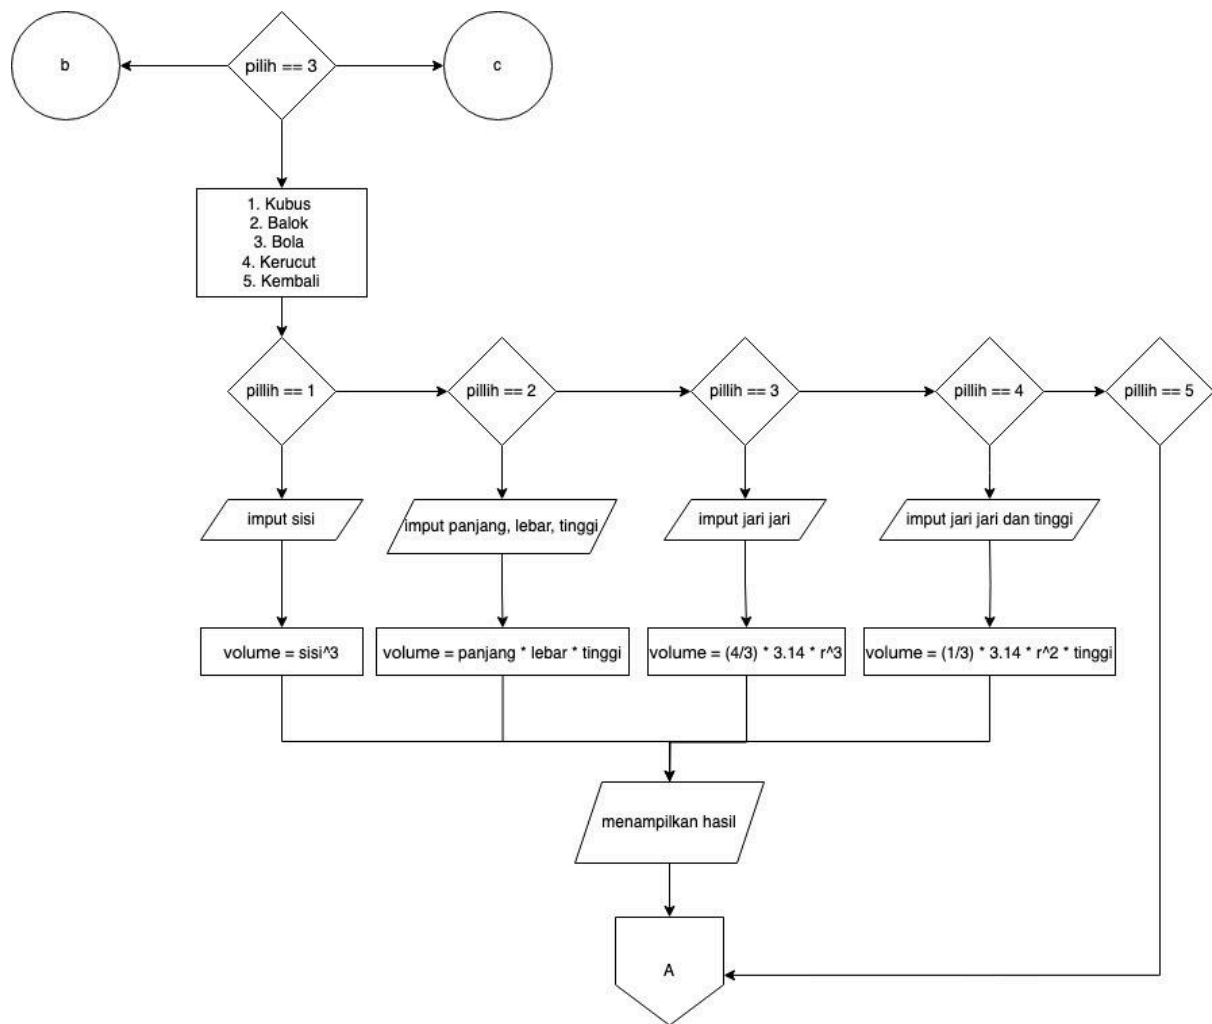 b
pilih == 3
c
1. Kubus
2. Balok
3. Bola
4. Kerucut
5. Kembali
pillih == 1
pillih == 2
pillih == 3
pillih == 4
pillih == 5
imput sisi
imput panjang, lebar, tinggi
imput jari jari
imput jari jari dan tinggi
volume = sisi^3
volume = panjang * lebar * tinggi
volume = (4/3) * 3.14 * r^3
volume = (1/3) * 3.14 * r^2 * tinggi
menampilkan hasil
A